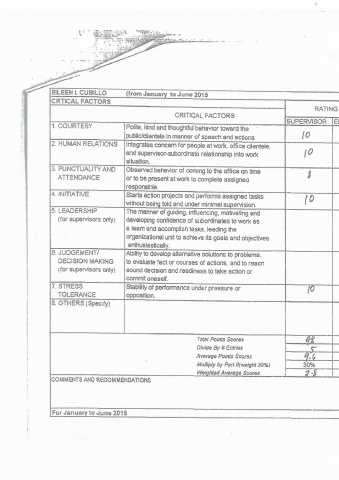 EILEEN I. CUBILLO (from January to June 2015
CRTICAL FACTORS
RATING
CRITICAL FACTORS
SUPERVISOR
1. COURTESY Polite, kind and thoughtful behavior toward the 10
public/clientele in manner of speech and actions
2. HUMAN RELATIONS Integrates concern for people at work, office clientele 10
and supervisor-subordinate relationship into work
situation.
3. PUNCTUALITY AND Observed behavior of coming to the office on time 8
ATTENDANCE or to be present at work to complete assigned
responsible.
4. INITIATIVE Starts action projects and performs assigned tasks 10
without being told and under minimal supervision.
5. LEADERSHIP The manner of guiding, influencing, motivating and
(for supervisors only) developing confidence of subordinates to work as
a team and accomplish tasks, leading the
organizational unit to achieve its goals and objectives
enthusiastically.
6. JUDGEMENT/ Ability to develop alternative solutions to problems,
DECISION MAKING to evaluate fact or courses of actions, and to reach
(for supervisors only) sound decision and readiness to take action or
commit oneself.
7. STRESS Stability of performance under pressure or 10
TOLERANCE opposition.
8. OTHERS (Specify)
Total Points Scores 48
Divide By # Entries 5
Average Points Scores 9.6
Multiply by Part II(weight 30%) 30%
Weighted Average Scores 2.8
COMMENTS AND RECOMMENDATIONS
For January to June 2015